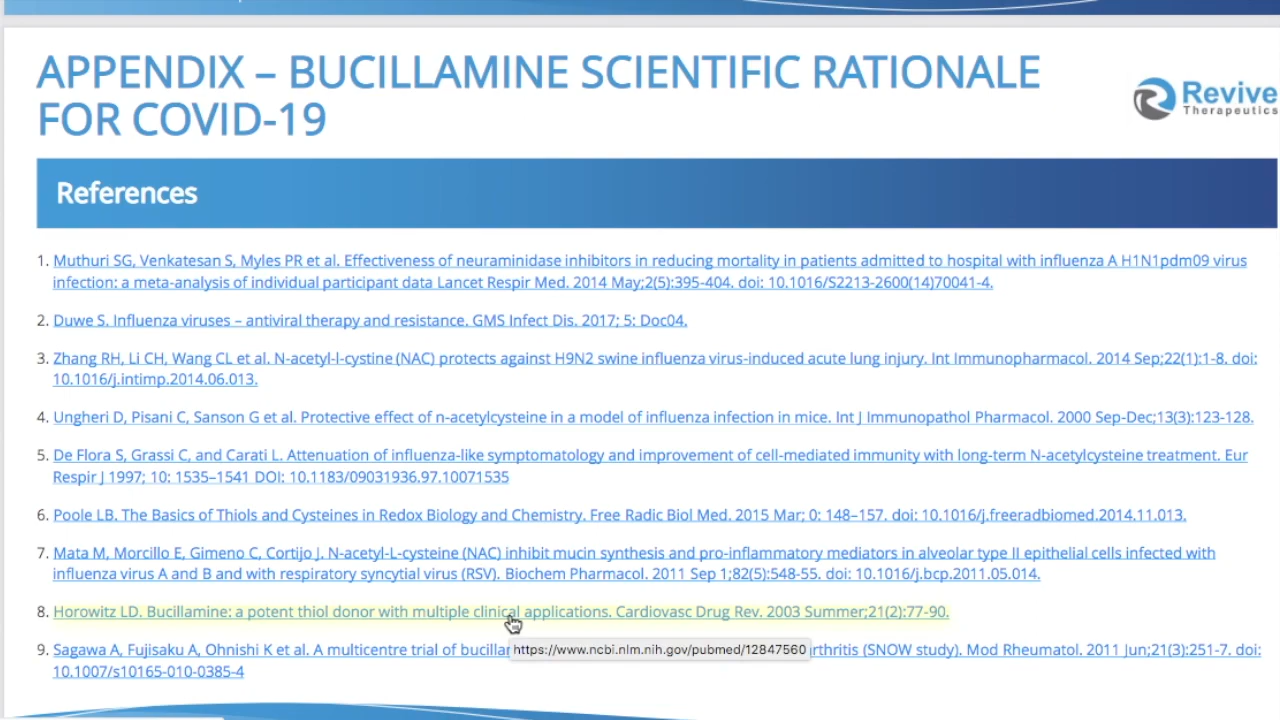 APPENDIX – BUCILLAMINE SCIENTIFIC RATIONALE
FOR COVID-19
Revive
Therapeutics
References
1. Muthuri SG, Venkatesan S, Myles PR et al. Effectiveness of neuraminidase inhibitors in reducing mortality in patients admitted to hospital with influenza A H1N1pdm09 virus
infection: a meta-analysis of individual participant data Lancet Respir Med. 2014 May;2(5):395-404. doi: 10.1016/S2213-2600(14)70041-4.
2. Duwe S. Influenza viruses – antiviral therapy and resistance. GMS Infect Dis. 2017; 5: Doc04.
3. Zhang RH, Li CH, Wang CL et al. N-acetyl-l-cystine (NAC) protects against H9N2 swine influenza virus-induced acute lung injury. Int Immunopharmacol. 2014 Sep;22(1):1-8. doi:
10.1016/j.intimp.2014.06.013.
4. Ungheri D, Pisani C, Sanson G et al. Protective effect of n-acetylcysteine in a model of influenza infection in mice. Int J Immunopathol Pharmacol. 2000 Sep-Dec;13(3):123-128.
5. De Flora S, Grassi C, and Carati L. Attenuation of influenza-like symptomatology and improvement of cell-mediated immunity with long-term N-acetylcysteine treatment. Eur
Respir J 1997; 10: 1535–1541 DOI: 10.1183/09031936.97.10071535
6. Poole LB. The Basics of Thiols and Cysteines in Redox Biology and Chemistry. Free Radic Biol Med. 2015 Mar; 0: 148–157. doi: 10.1016/j.freeradbiomed.2014.11.013.
7. Mata M, Morcillo E, Gimeno C, Cortijo J. N-acetyl-L-cysteine (NAC) inhibit mucin synthesis and pro-inflammatory mediators in alveolar type II epithelial cells infected with
influenza virus A and B and with respiratory syncytial virus (RSV). Biochem Pharmacol. 2011 Sep 1;82(5):548-55. doi: 10.1016/j.bcp.2011.05.014.
8. Horowitz LD. Bucillamine: a potent thiol donor with multiple clinical applications. Cardiovasc Drug Rev. 2003 Summer;21(2):77-90.
9. Sagawa A, Fujisaku A, Ohnishi K et al. A multicentre trial of bucillam https://www.ncbi.nlm.nih.gov/pubmed/12847560 rthritis (SNOW study). Mod Rheumatol. 2011 Jun;21(3):251-7. doi:
10.1007/s10165-010-0385-4